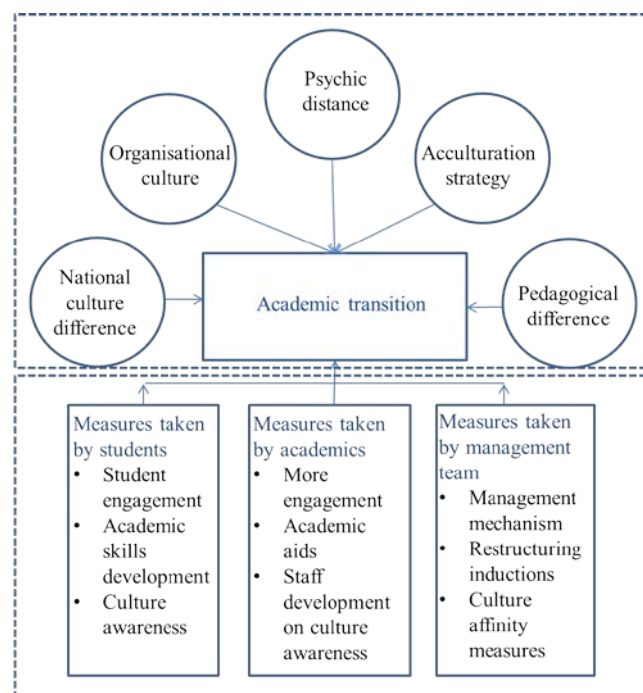 Psychic
distance
Organisational
culture
Acculturation
strategy
National
culture
difference
Academic transition
Pedagogical
difference
Measures taken
by students
• Student
engagement
• Academic
skills
development
• Culture
awareness
Measures taken
by academics
• More
engagement
• Academic
aids
• Staff
development
on culture
awareness
Measures taken
by management
team
• Management
mechanism
• Restructuring
inductions
• Culture
affinity
measures